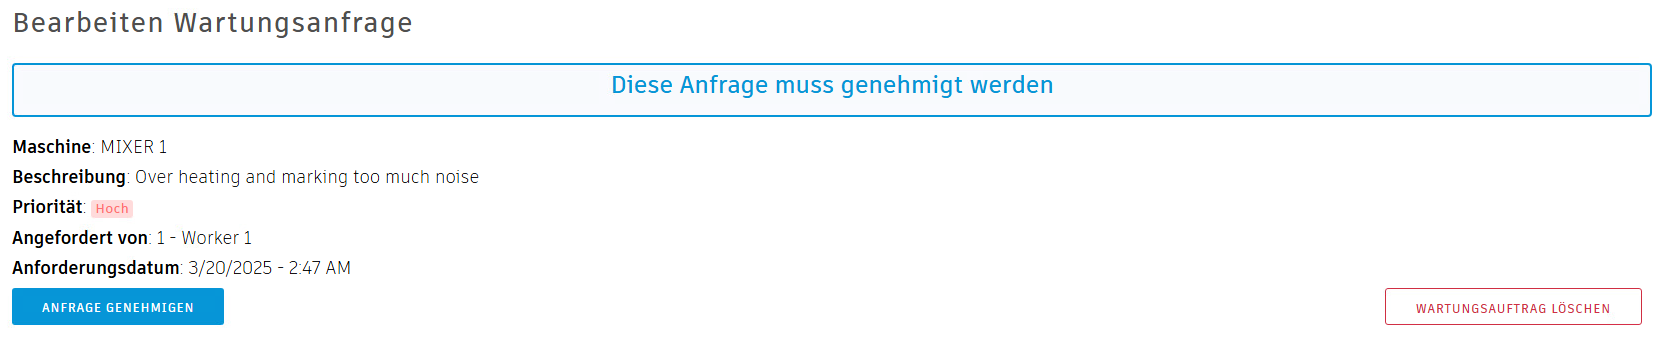 Bearbeiten Wartungsanfrage
Diese Anfrage muss genehmigt werden
Maschine: MIXER 1
Beschreibung: Over heating and marking too much noise
Priorität: Hoch
Angefordert von: 1 - Worker 1
Anforderungsdatum: 3/20/2025 - 2:47 AM
ANFRAGE GENEHMIGEN
WARTUNGSAUFTRAG LÖSCHEN